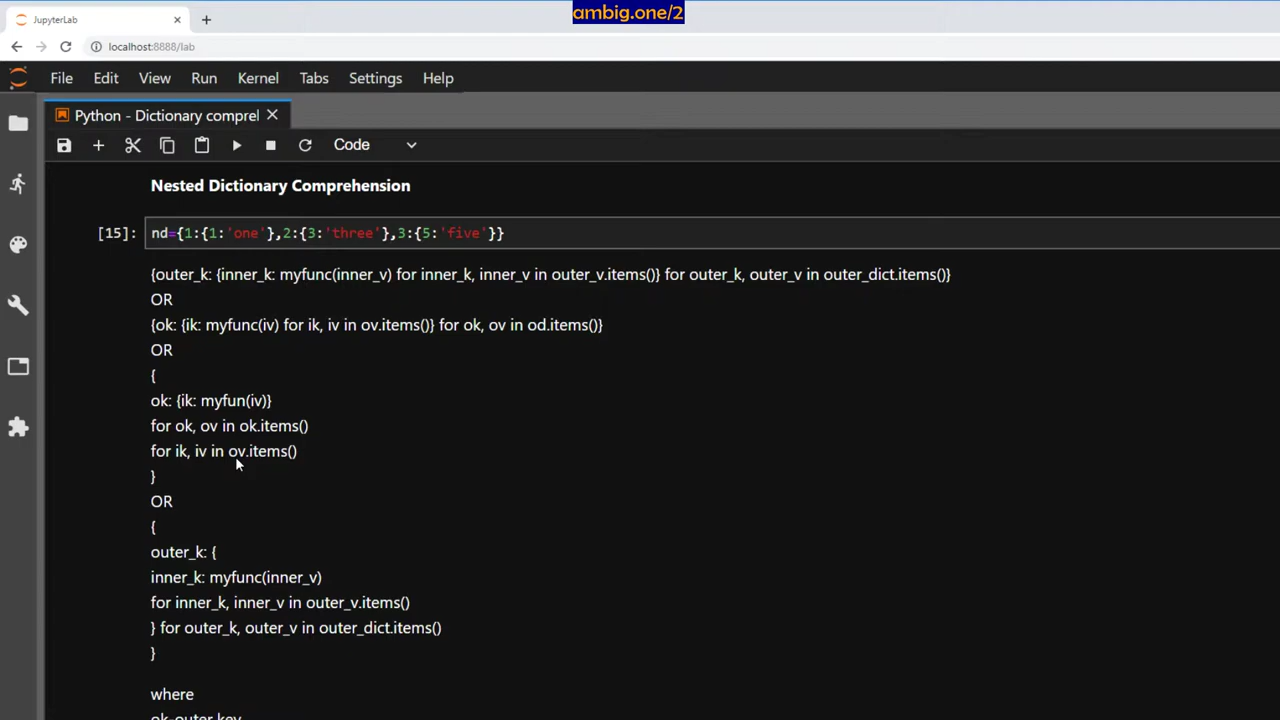 ambig.one/2
JupyterLab
localhost:8888/lab
File Edit View Run Kernel Tabs Settings Help
Python - Dictionary comprel
Code
Nested Dictionary Comprehension
[15]: nd={1:{1:'one'},2:{3:'three'},3:{5:'five'}}
{outer_k: {inner_k: myfunc(inner_v) for inner_k, inner_v in outer_v.items()} for outer_k, outer_v in outer_dict.items()}
OR
{ok: {ik: myfunc(iv) for ik, iv in ov.items()} for ok, ov in od.items()}
OR
{
ok: {ik: myfun(iv)}
for ok, ov in ok.items()
for ik, iv in ov.items()
}
OR
{
outer_k: {
inner_k: myfunc(inner_v)
for inner_k, inner_v in outer_v.items()
} for outer_k, outer_v in outer_dict.items()
}
where
ok-outer key